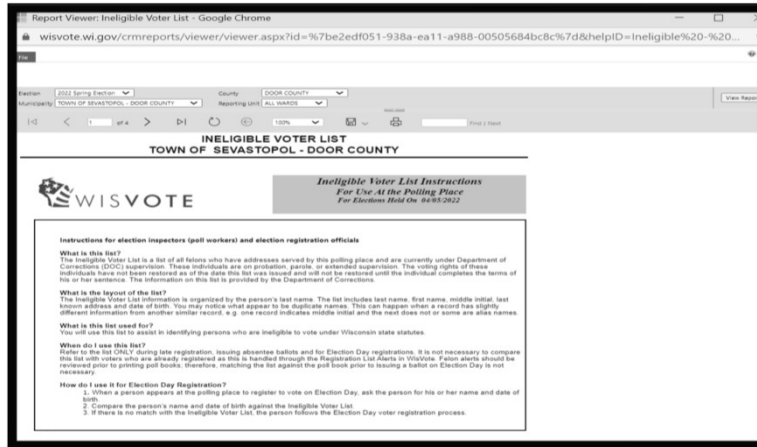 Report Viewer: Ineligible Voter List - Google Chrome
wisvote.wi.gov/crmreports/viewer/viewer.aspx?id=%7be2edf051-938a-ea11-a988-00505684bc8c%7d&helpID=Ineligible%20-%20...
File
Election 2022 Spring Election County DOOR COUNTY
Municipality TOWN OF SEVASTOPOL - DOOR COUNTY Reporting Unit ALL WARDS View Repor
1 of 4 100% Find | Next
INELIGIBLE VOTER LIST
TOWN OF SEVASTOPOL - DOOR COUNTY
WISVOTE
Ineligible Voter List Instructions
For Use At the Polling Place
For Elections Held On 04/05/2022
Instructions for election inspectors (poll workers) and election registration officials
What is this list?
The Ineligible Voter List is a list of all felons who have addresses served by this polling place and are currently under Department of
Corrections (DOC) supervision. These individuals are on probation, parole, or extended supervision. The voting rights of these
individuals have not been restored as of the date this list was issued and will not be restored until the individual completes the terms of
his or her sentence. The information on this list is provided by the Department of Corrections.
What is the layout of the list?
The Ineligible Voter List information is organized by the person's last name. The list includes last name, first name, middle initial, last
known address and date of birth. You may notice what appear to be duplicate names. This can happen when a record has slightly
different information from another similar record, e.g. one record indicates middle initial and the next does not or some are alias names.
What is this list used for?
You will use this list to assist in identifying persons who are ineligible to vote under Wisconsin state statutes.
When do I use this list?
Refer to the list ONLY during late registration, issuing absentee ballots and for Election Day registrations. It is not necessary to compare
this list with voters who are already registered as this is handled through the Registration List Alerts in WisVote. Felon alerts should be
reviewed prior to printing poll books; therefore, matching the list against the poll book prior to issuing a ballot on Election Day is not
necessary.
How do I use it for Election Day Registration?
1. When a person appears at the polling place to register to vote on Election Day, ask the person for his or her name and date of
birth.
2. Compare the person's name and date of birth against the Ineligible Voter List.
3. If there is no match with the Ineligible Voter List, the person follows the Election Day voter registration process.